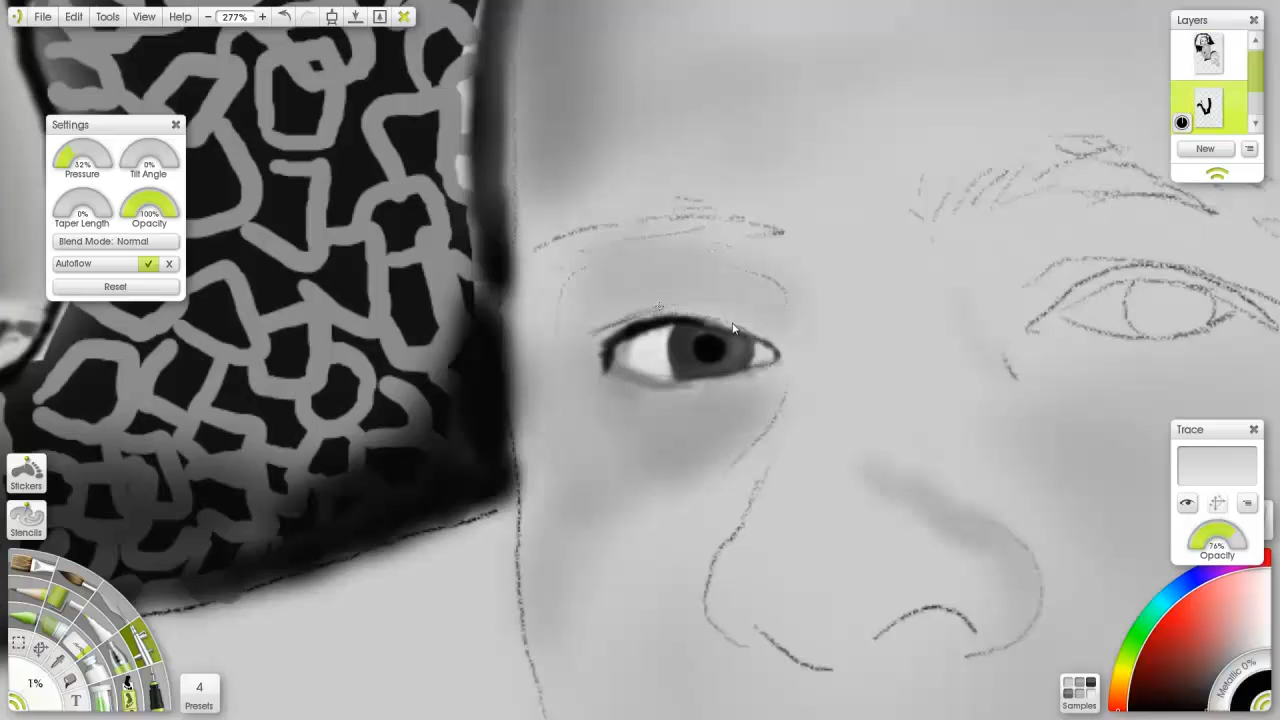 File Edit Tools View Help − 277% +
Layers
New
Settings
32% 0%
Pressure Tilt Angle
0% 100%
Taper Length Opacity
Blend Mode: Normal
Autoflow
Reset
Trace
76%
Opacity
Stickers
Stencils
1%
T
4
Presets
Samples
Metallic 0%